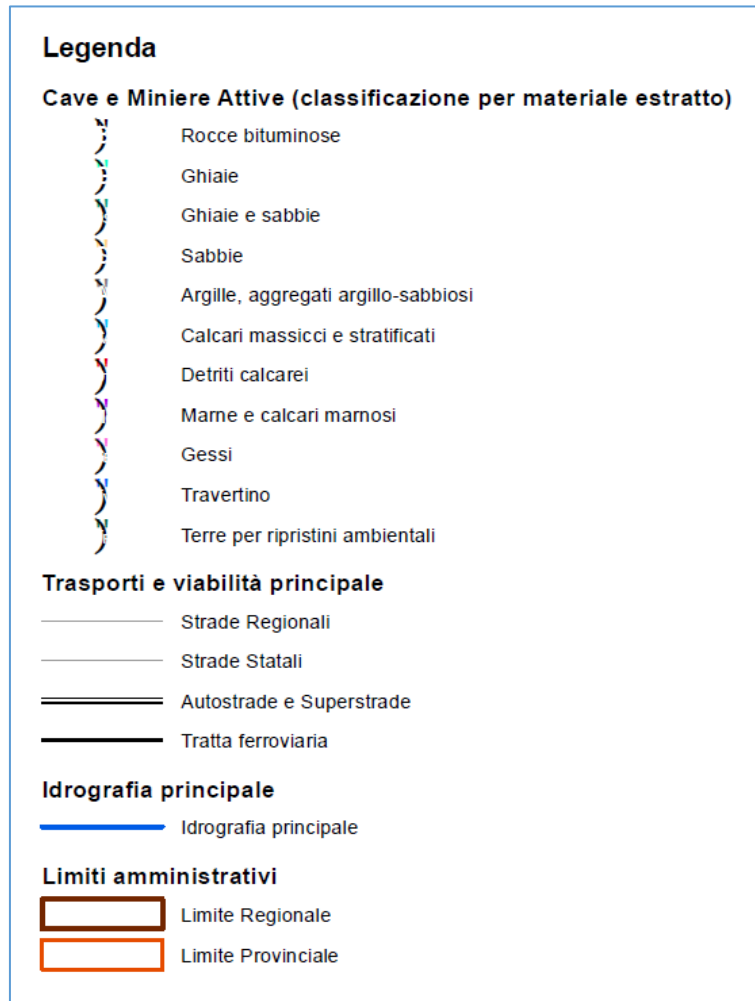 Legenda
Cave e Miniere Attive (classificazione per materiale estratto)
Rocce bituminose
Ghiaie
Ghiaie e sabbie
Sabbie
Argille, aggregati argillo-sabbiosi
Calcari massicci e stratificati
Detriti calcarei
Marne e calcari marnosi
Gessi
Travertino
Terre per ripristini ambientali
Trasporti e viabilità principale
Strade Regionali
Strade Statali
Autostrade e Superstrade
Tratta ferroviaria
Idrografia principale
Idrografia principale
Limiti amministrativi
Limite Regionale
Limite Provinciale